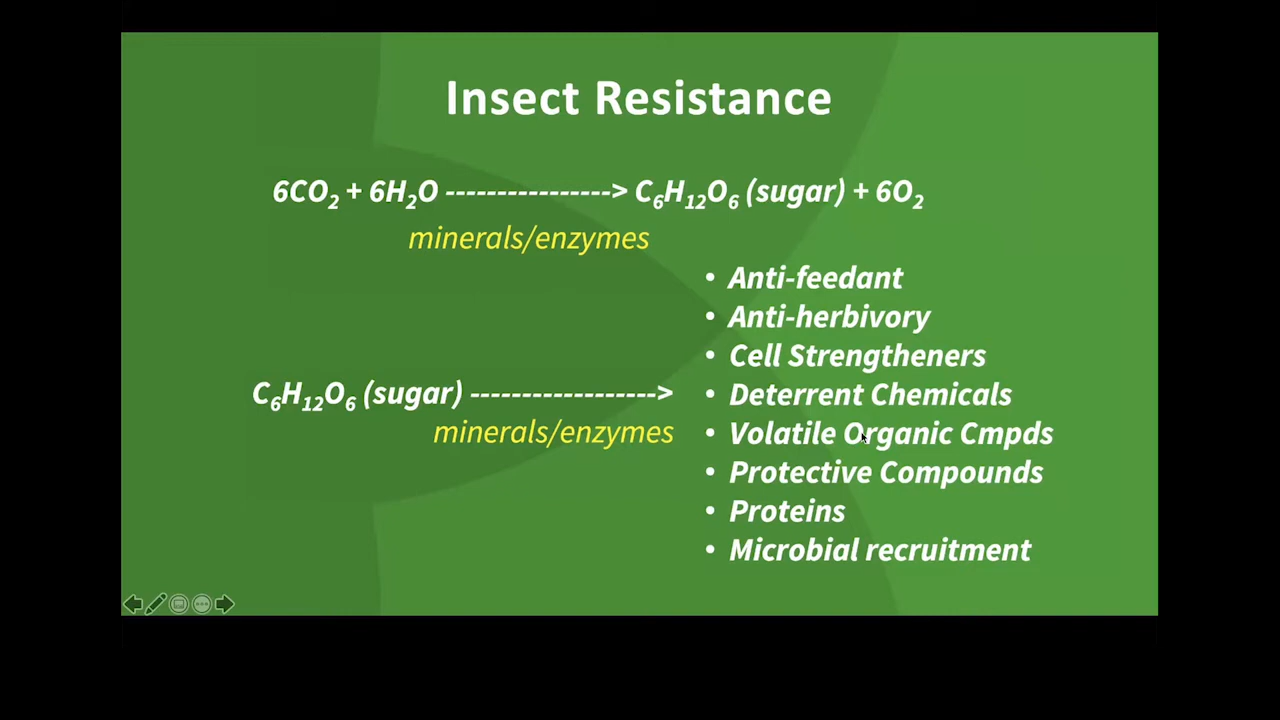 Insect Resistance
6CO₂ + 6H₂O ----------------> C₆H₁₂O₆ (sugar) + 6O₂
minerals/enzymes
• Anti-feedant
• Anti-herbivory
• Cell Strengtheners
• Deterrent Chemicals
C₆H₁₂O₆ (sugar) ------------------>
minerals/enzymes
• Volatile Organic Cmpds
• Protective Compounds
• Proteins
• Microbial recruitment